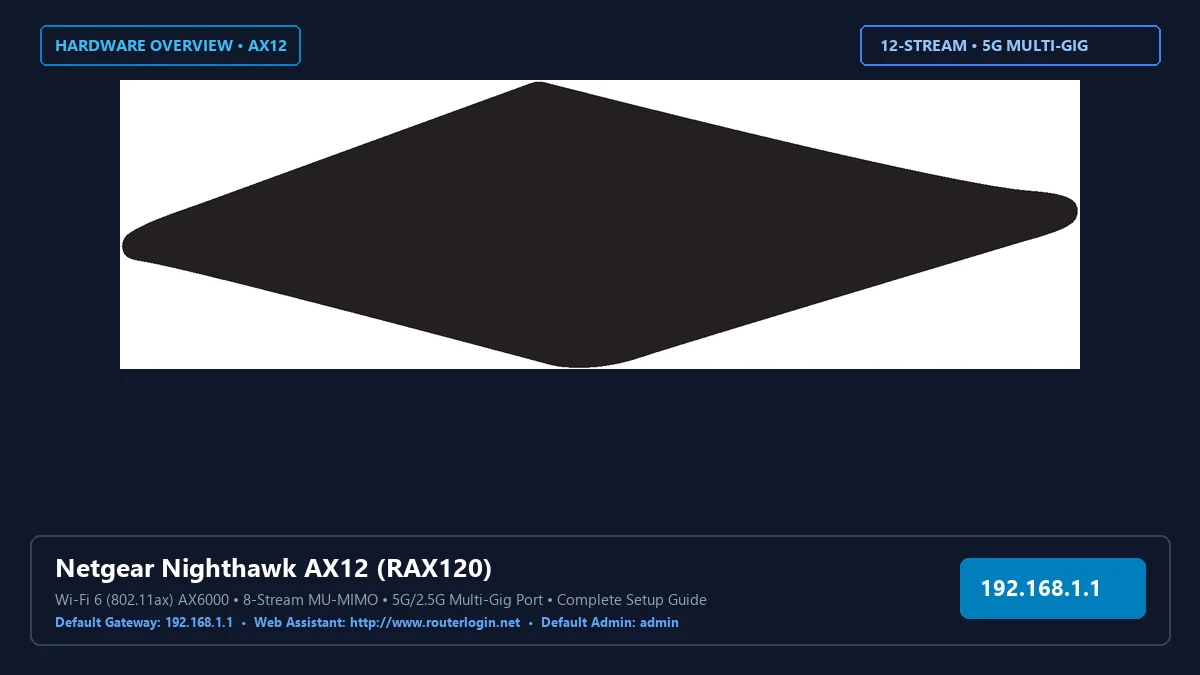 HARDWARE OVERVIEW • AX12
12-STREAM • 5G MULTI-GIG
Netgear Nighthawk AX12 (RAX120)
Wi-Fi 6 (802.11ax) AX6000 • 8-Stream MU-MIMO • 5G/2.5G Multi-Gig Port • Complete Setup Guide
Default Gateway: 192.168.1.1 • Web Assistant: http://www.routerlogin.net • Default Admin: admin
192.168.1.1